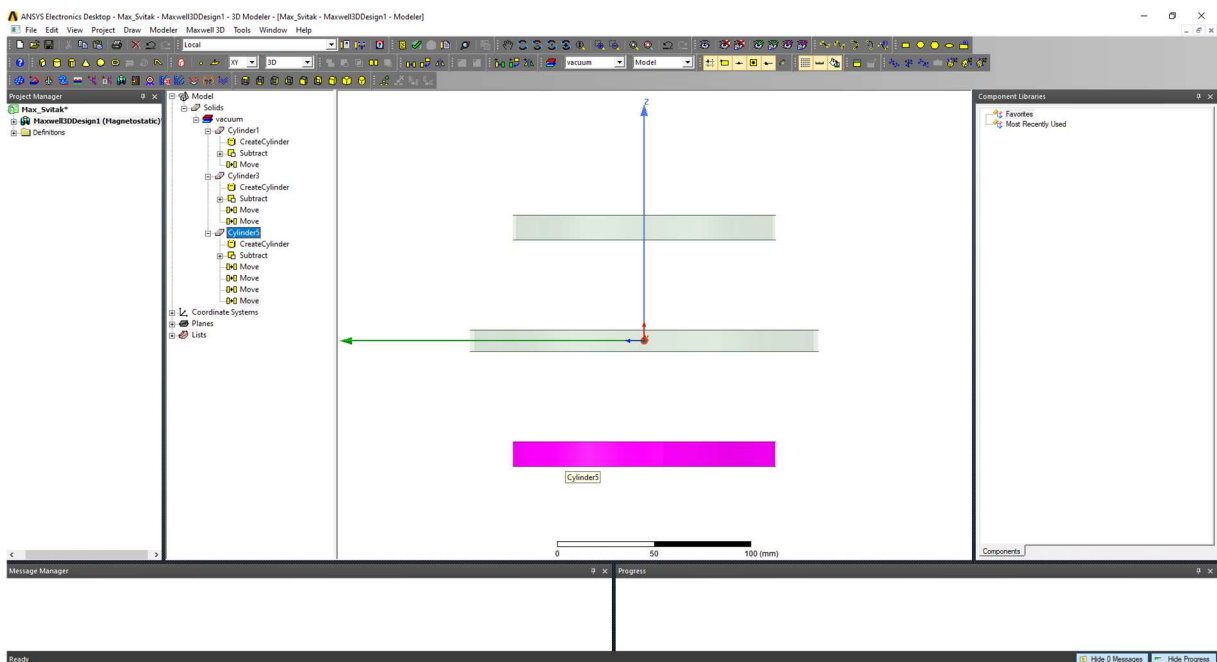 ANSYS Electronics Desktop - Max_Svitak - Maxwell3DDesign1 - 3D Modeler - [Max_Svitak - Maxwell3DDesign1 - Modeler]
File Edit View Project Draw Modeler Maxwell 3D Tools Window Help
Local
XY 3D vacuum Model
Project Manager
Max_Svitak*
Maxwell3DDesign1 (Magnetostatic)
Definitions
Model
Solids
vacuum
Cylinder1
CreateCylinder
Subtract
Move
Cylinder3
CreateCylinder
Subtract
Move
Move
Cylinder5
CreateCylinder
Subtract
Move
Move
Move
Move
Coordinate Systems
Planes
Lists
Z
Cylinder5
0 50 100 (mm)
Component Libraries
Favorites
Most Recently Used
Components
Message Manager
Progress
Ready
Hide 0 Messages Hide Progress